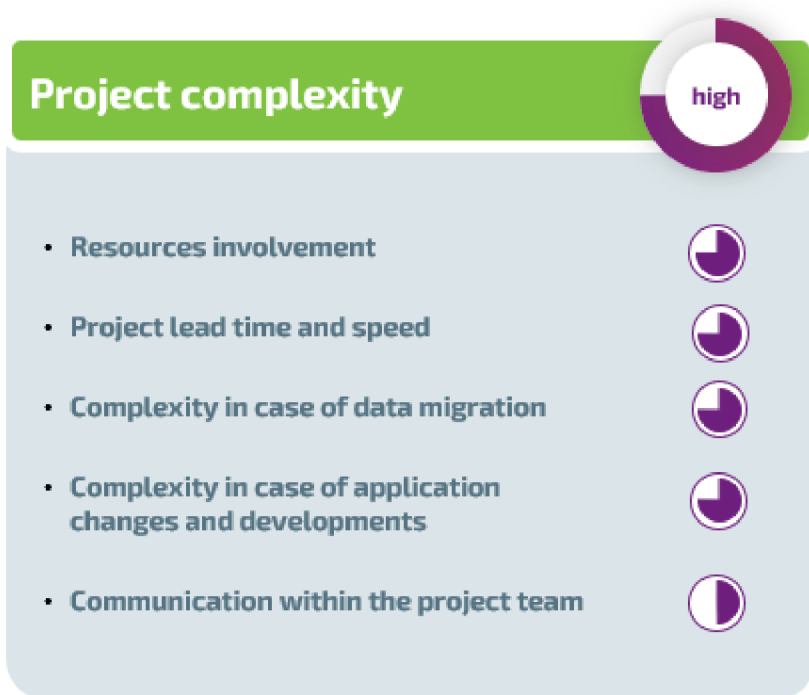 Project complexity
high
• Resources involvement
• Project lead time and speed
• Complexity in case of data migration
• Complexity in case of application
changes and developments
• Communication within the project team